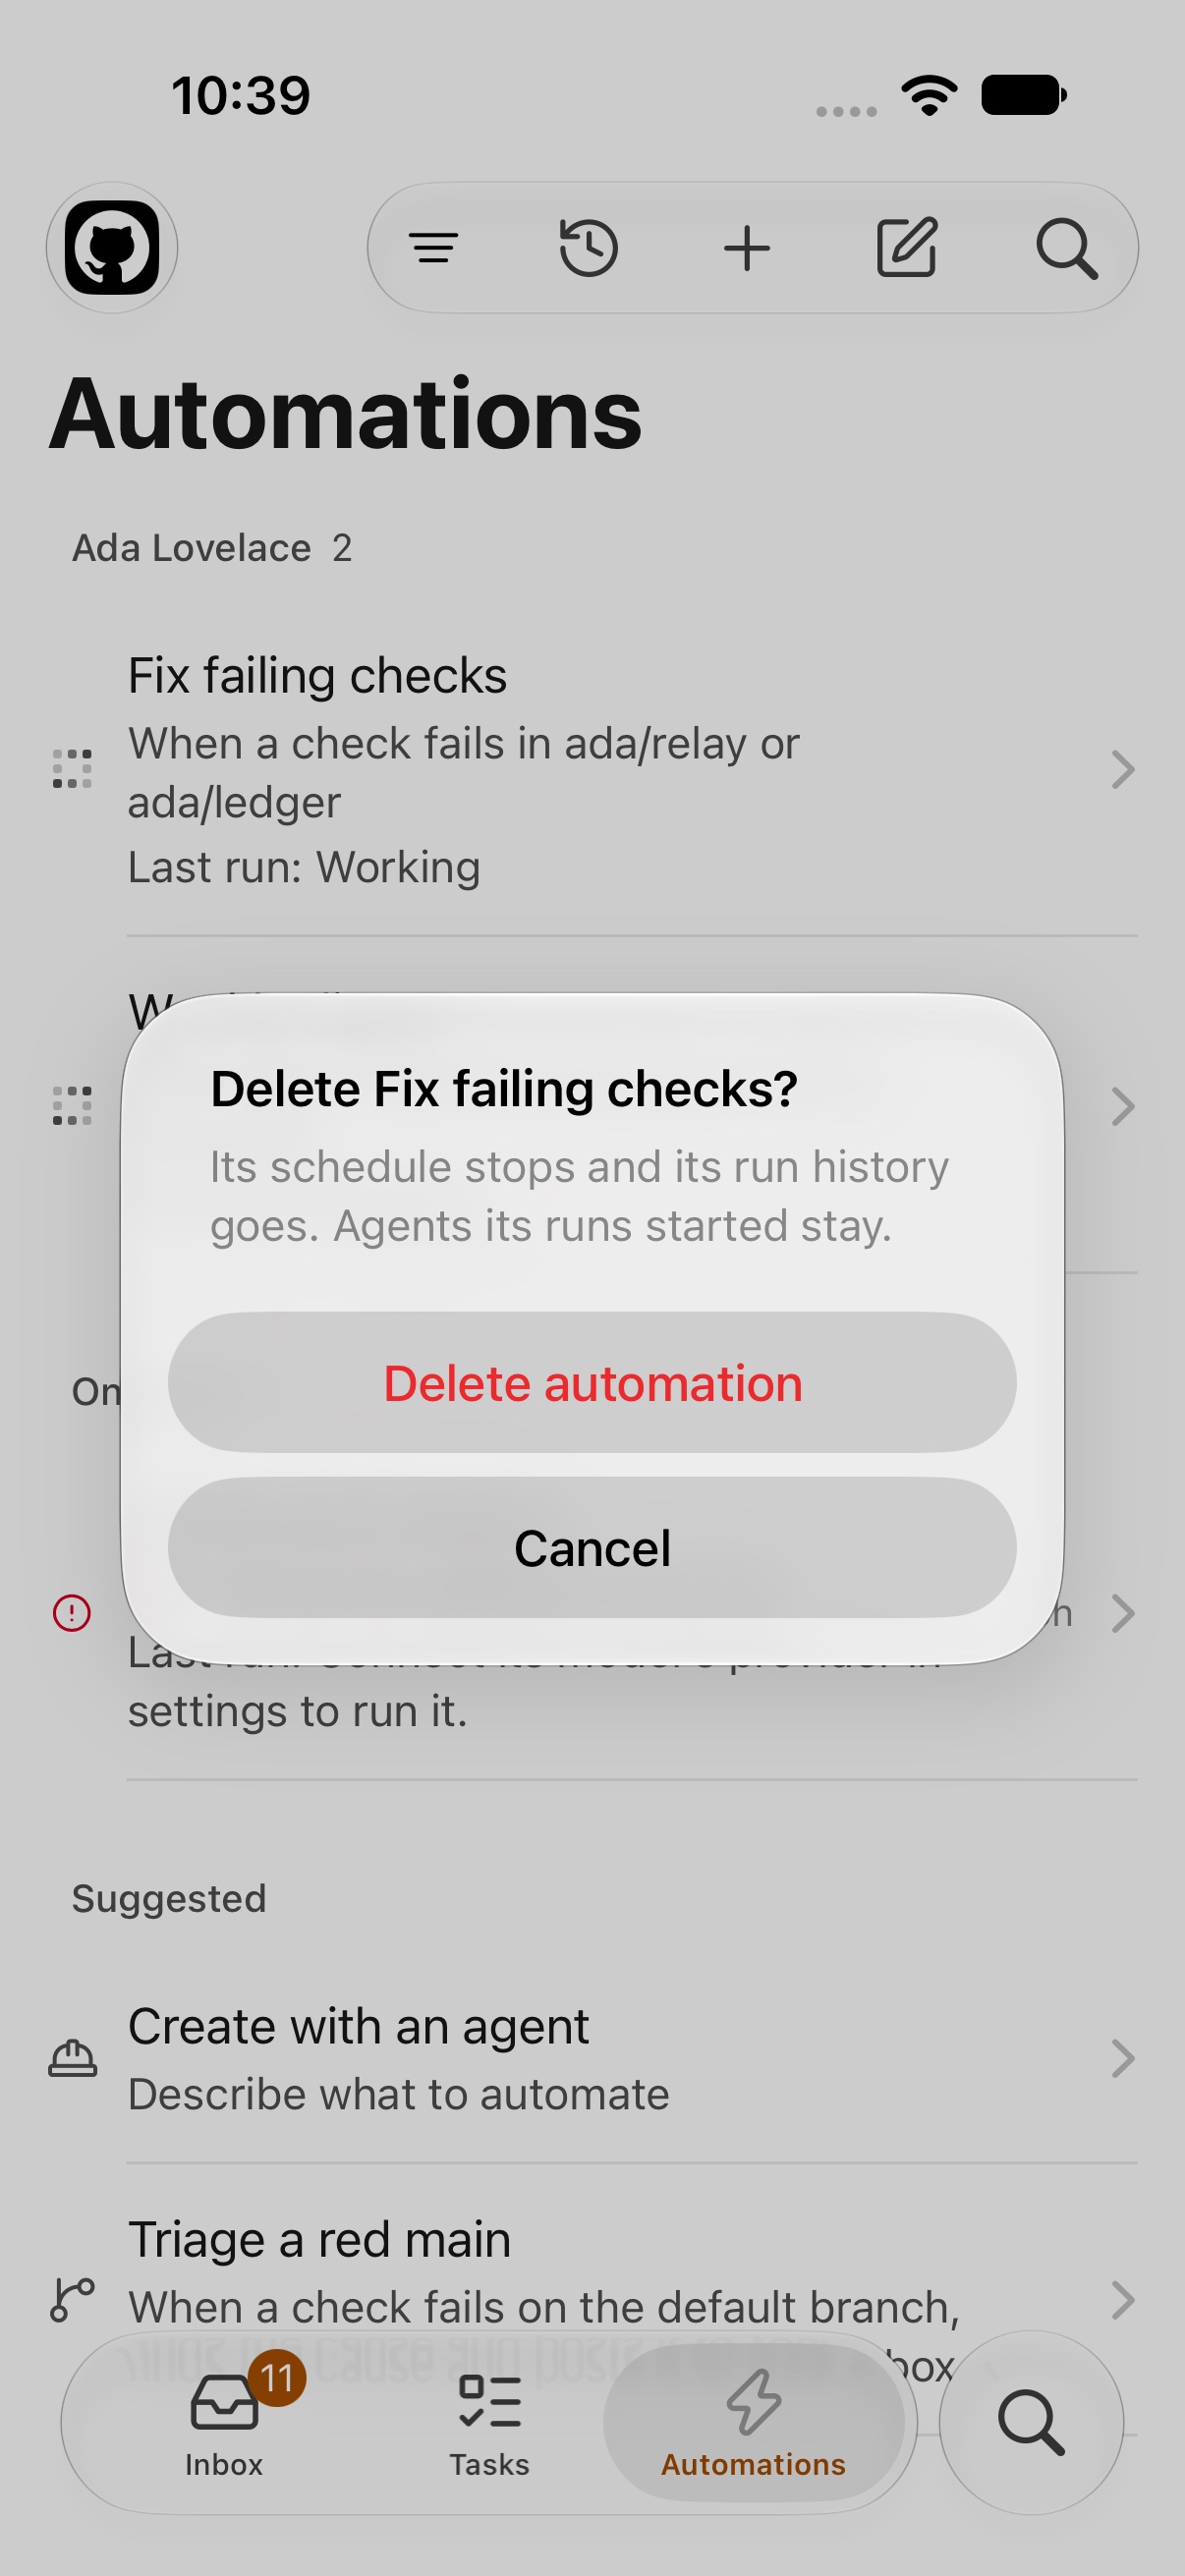 10:39
Automations
Ada Lovelace 2
Fix failing checks
When a check fails in ada/relay or
ada/ledger
Last run: Working
Delete Fix failing checks?
Its schedule stops and its run history
goes. Agents its runs started stay.
Delete automation
Cancel
settings to run it.
Suggested
Create with an agent
Describe what to automate
Triage a red main
When a check fails on the default branch,
11
Inbox
Tasks
Automations